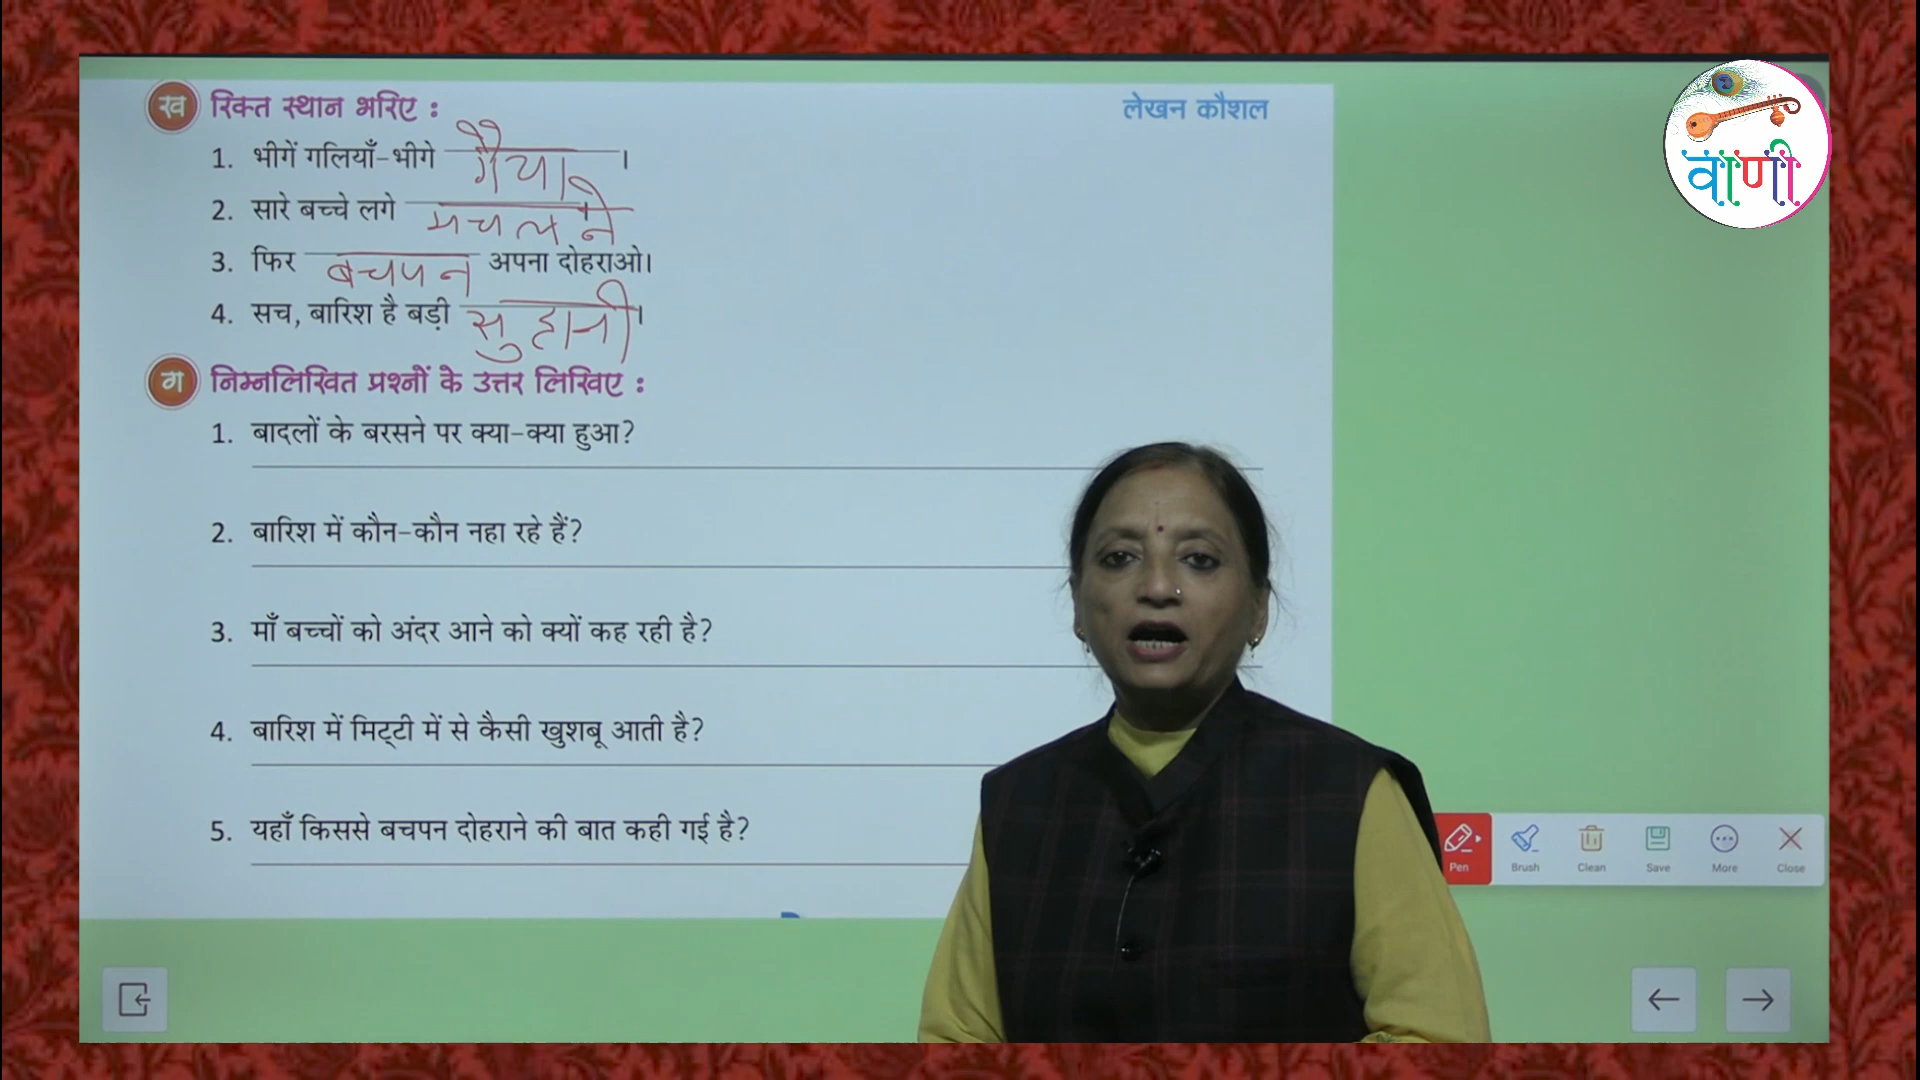 ख रिक्त स्थान भरिए :
लेखन कौशल
1. भीगें गलियाँ-भीगे गैया ।
2. सारे बच्चे लगे मचलने ।
3. फिर बचपन अपना दोहराओ।
4. सच, बारिश है बड़ी सुहानी ।
ग निम्नलिखित प्रश्नों के उत्तर लिखिए :
1. बादलों के बरसने पर क्या-क्या हुआ?
2. बारिश में कौन-कौन नहा रहे हैं?
3. माँ बच्चों को अंदर आने को क्यों कह रही है?
4. बारिश में मिट्‌टी में से कैसी खुशबू आती है?
5. यहाँ किससे बचपन दोहराने की बात कही गई है?
वाणी
Pen Brush Clean Save More Close